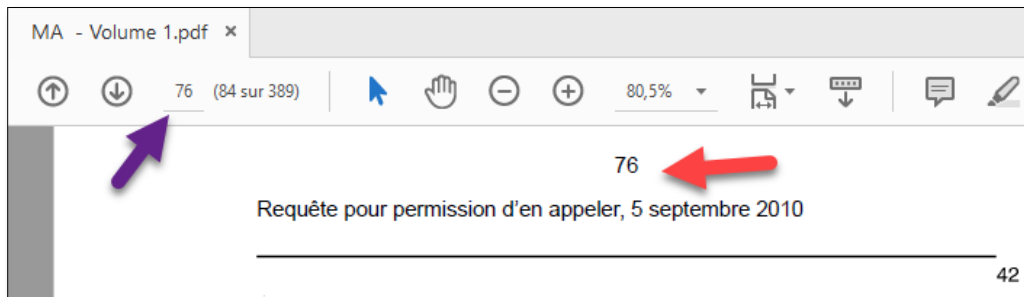 MA - Volume 1.pdf ×
76 (84 sur 389) 80,5%
76
Requête pour permission d'en appeler, 5 septembre 2010
42